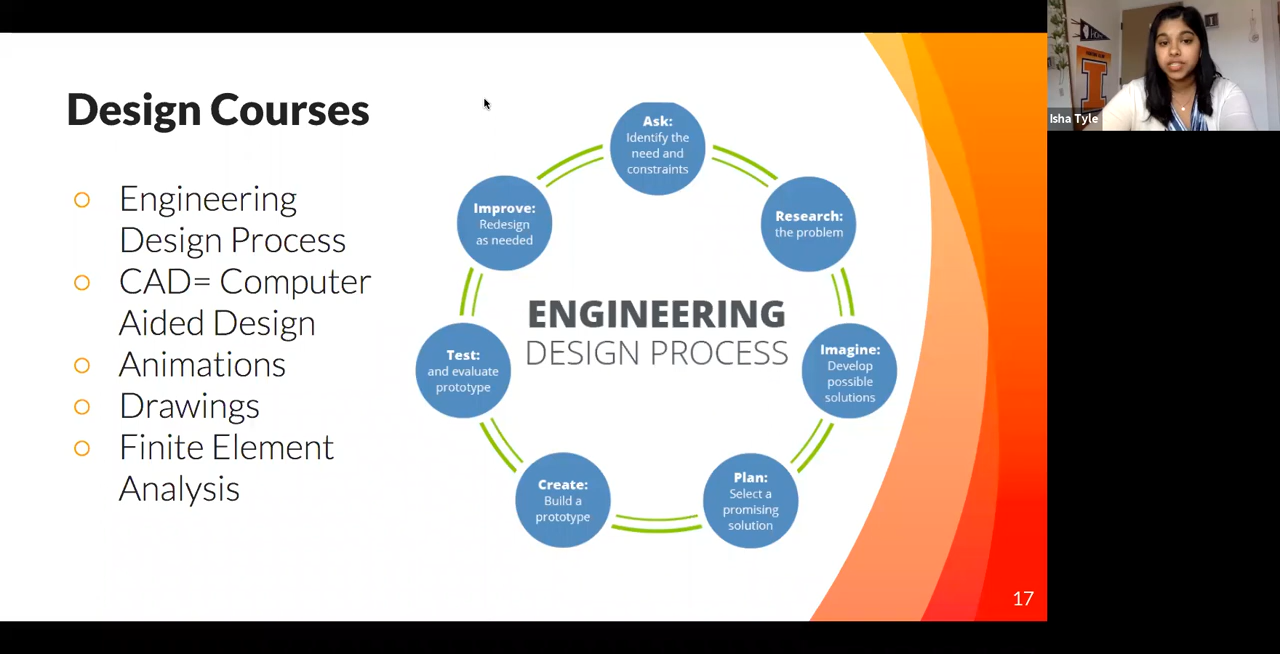 Design Courses
Engineering
Design Process
CAD= Computer
Aided Design
Animations
Drawings
Finite Element
Analysis
Ask:
Identify the
need and
constraints
Research:
the problem
Imagine:
Develop
possible
solutions
Plan:
Select a
promising
solution
Create:
Build a
prototype
Test:
and evaluate
prototype
Improve:
Redesign
as needed
ENGINEERING
DESIGN PROCESS
17
I
Isha Tyle